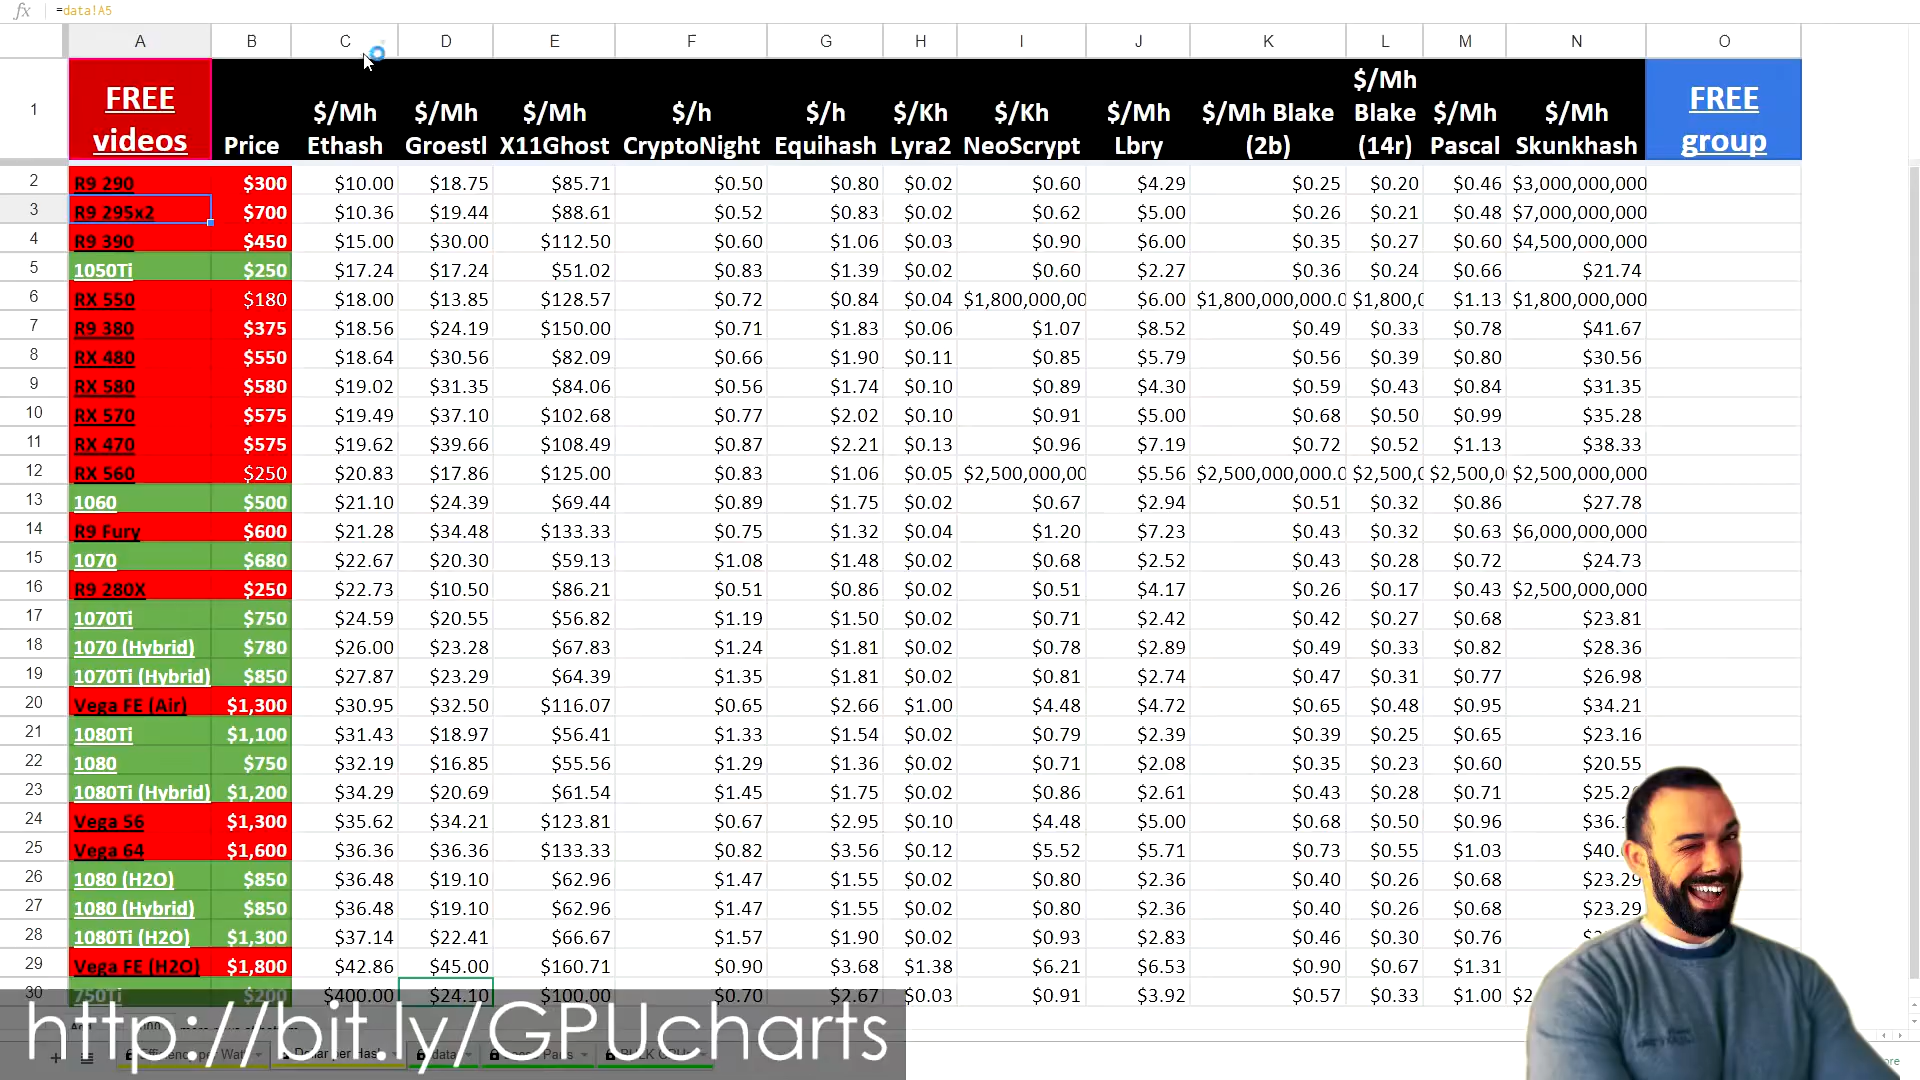 fx =data!A5
A B C D E F G H I J K L M N O
1 FREE videos Price $/Mh Ethash $/Mh Groestl $/Mh X11Ghost $/h CryptoNight $/h Equihash $/Kh Lyra2 $/Kh NeoScrypt $/Mh Lbry $/Mh Blake (2b) $/Mh Blake (14r) $/Mh Pascal $/Mh Skunkhash FREE group
2 R9 290 $300 $10.00 $18.75 $85.71 $0.50 $0.80 $0.02 $0.60 $4.29 $0.25 $0.20 $0.46 $3,000,000,000
3 R9 295x2 $700 $10.36 $19.44 $88.61 $0.52 $0.83 $0.02 $0.62 $5.00 $0.26 $0.21 $0.48 $7,000,000,000
4 R9 390 $450 $15.00 $30.00 $112.50 $0.60 $1.06 $0.03 $0.90 $6.00 $0.35 $0.27 $0.60 $4,500,000,000
5 1050Ti $250 $17.24 $17.24 $51.02 $0.83 $1.39 $0.02 $0.60 $2.27 $0.36 $0.24 $0.66 $21.74
6 RX 550 $180 $18.00 $13.85 $128.57 $0.72 $0.84 $0.04 $1,800,000,00 $6.00 $1,800,000,000.0 $1,800,0 $1.13 $1,800,000,000
7 R9 380 $375 $18.56 $24.19 $150.00 $0.71 $1.83 $0.06 $1.07 $8.52 $0.49 $0.33 $0.78 $41.67
8 RX 480 $550 $18.64 $30.56 $82.09 $0.66 $1.90 $0.11 $0.85 $5.79 $0.56 $0.39 $0.80 $30.56
9 RX 580 $580 $19.02 $31.35 $84.06 $0.56 $1.74 $0.10 $0.89 $4.30 $0.59 $0.43 $0.84 $31.35
10 RX 570 $575 $19.49 $37.10 $102.68 $0.77 $2.02 $0.10 $0.91 $5.00 $0.68 $0.50 $0.99 $35.28
11 RX 470 $575 $19.62 $39.66 $108.49 $0.87 $2.21 $0.13 $0.96 $7.19 $0.72 $0.52 $1.13 $38.33
12 RX 560 $250 $20.83 $17.86 $125.00 $0.83 $1.06 $0.05 $2,500,000,00 $5.56 $2,500,000,000.0 $2,500,0 $2,500,0 $2,500,000,000
13 1060 $500 $21.10 $24.39 $69.44 $0.89 $1.75 $0.02 $0.67 $2.94 $0.51 $0.32 $0.86 $27.78
14 R9 Fury $600 $21.28 $34.48 $133.33 $0.75 $1.32 $0.04 $1.20 $7.23 $0.43 $0.32 $0.63 $6,000,000,000
15 1070 $680 $22.67 $20.30 $59.13 $1.08 $1.48 $0.02 $0.68 $2.52 $0.43 $0.28 $0.72 $24.73
16 R9 280X $250 $22.73 $10.50 $86.21 $0.51 $0.86 $0.02 $0.51 $4.17 $0.26 $0.17 $0.43 $2,500,000,000
17 1070Ti $750 $24.59 $20.55 $56.82 $1.19 $1.50 $0.02 $0.71 $2.42 $0.42 $0.27 $0.68 $23.81
18 1070 (Hybrid) $780 $26.00 $23.28 $67.83 $1.24 $1.81 $0.02 $0.78 $2.89 $0.49 $0.33 $0.82 $28.36
19 1070Ti (Hybrid) $850 $27.87 $23.29 $64.39 $1.35 $1.81 $0.02 $0.81 $2.74 $0.47 $0.31 $0.77 $26.98
20 Vega FE (Air) $1,300 $30.95 $32.50 $116.07 $0.65 $2.66 $1.00 $4.48 $4.72 $0.65 $0.48 $0.95 $34.21
21 1080Ti $1,100 $31.43 $18.97 $56.41 $1.33 $1.54 $0.02 $0.79 $2.39 $0.39 $0.25 $0.65 $23.16
22 1080 $750 $32.19 $16.85 $55.56 $1.29 $1.36 $0.02 $0.71 $2.08 $0.35 $0.23 $0.60 $20.55
23 1080Ti (Hybrid) $1,200 $34.29 $20.69 $61.54 $1.45 $1.75 $0.02 $0.86 $2.61 $0.43 $0.28 $0.71 $25.2
24 Vega 56 $1,300 $35.62 $34.21 $123.81 $0.67 $2.95 $0.10 $4.48 $5.00 $0.68 $0.50 $0.96 $36.
25 Vega 64 $1,600 $36.36 $36.36 $133.33 $0.82 $3.56 $0.12 $5.52 $5.71 $0.73 $0.55 $1.03 $40.
26 1080 (H2O) $850 $36.48 $19.10 $62.96 $1.47 $1.55 $0.02 $0.80 $2.36 $0.40 $0.26 $0.68 $23.29
27 1080 (Hybrid) $850 $36.48 $19.10 $62.96 $1.47 $1.55 $0.02 $0.80 $2.36 $0.40 $0.26 $0.68 $23.29
28 1080Ti (H2O) $1,300 $37.14 $22.41 $66.67 $1.57 $1.90 $0.02 $0.93 $2.83 $0.46 $0.30 $0.76
29 Vega FE (H2O) $1,800 $42.86 $45.00 $160.71 $0.90 $3.68 $1.38 $6.21 $6.53 $0.90 $0.67 $1.31
30 750Ti $200 $400.00 $24.10 $100.00 $0.70 $2.67 $0.03 $0.91 $3.92 $0.57 $0.33 $1.00 $2
http://bit.ly/GPUcharts